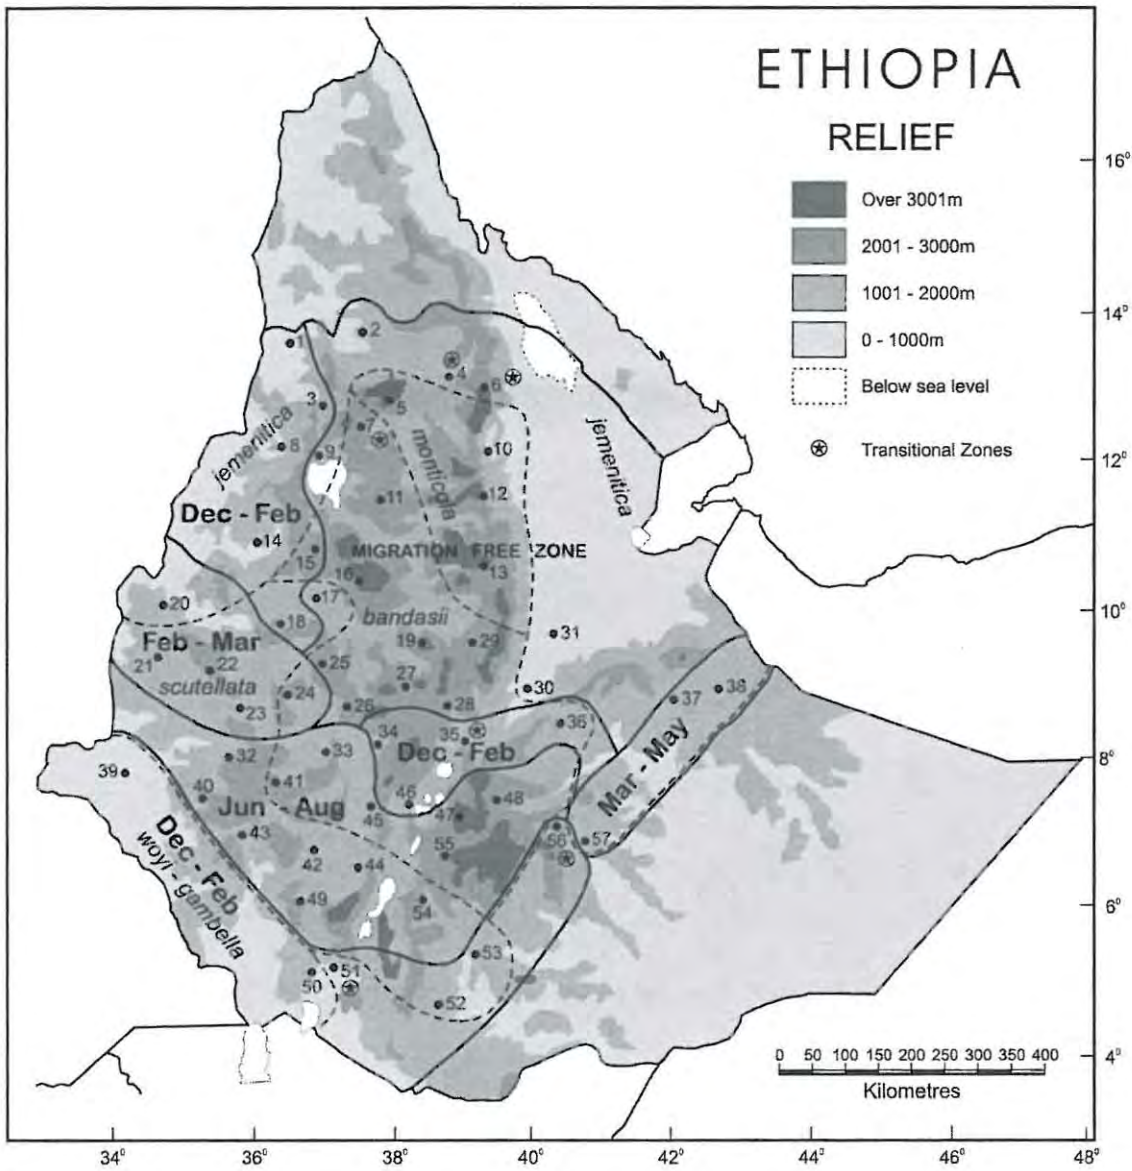 ETHIOPIA
RELIEF
Over 3001m
2001 - 3000m
1001 - 2000m
0 - 1000m
Below sea level
Transitional Zones
16°
14°
12°
10°
8°
6°
4°
1
2
3
4
5
6
7
8
9
10
11
12
13
14
15
16
17
18
19
20
21
22
23
24
25
26
27
28
29
30
31
32
33
34
35
36
37
38
39
40
41
42
43
44
45
46
47
48
49
50
51
52
53
54
55
56
57
jemenitica
monticola
jemenitica
Dec - Feb
MIGRATION FREE ZONE
bandasii
Feb - Mar
scutellata
Dec - Feb
Mar - May
Jun Aug
Dec - Feb
woyi - gambella
0 50 100 150 200 250 300 350 400
Kilometres
34° 36° 38° 40° 42° 44° 46° 48°